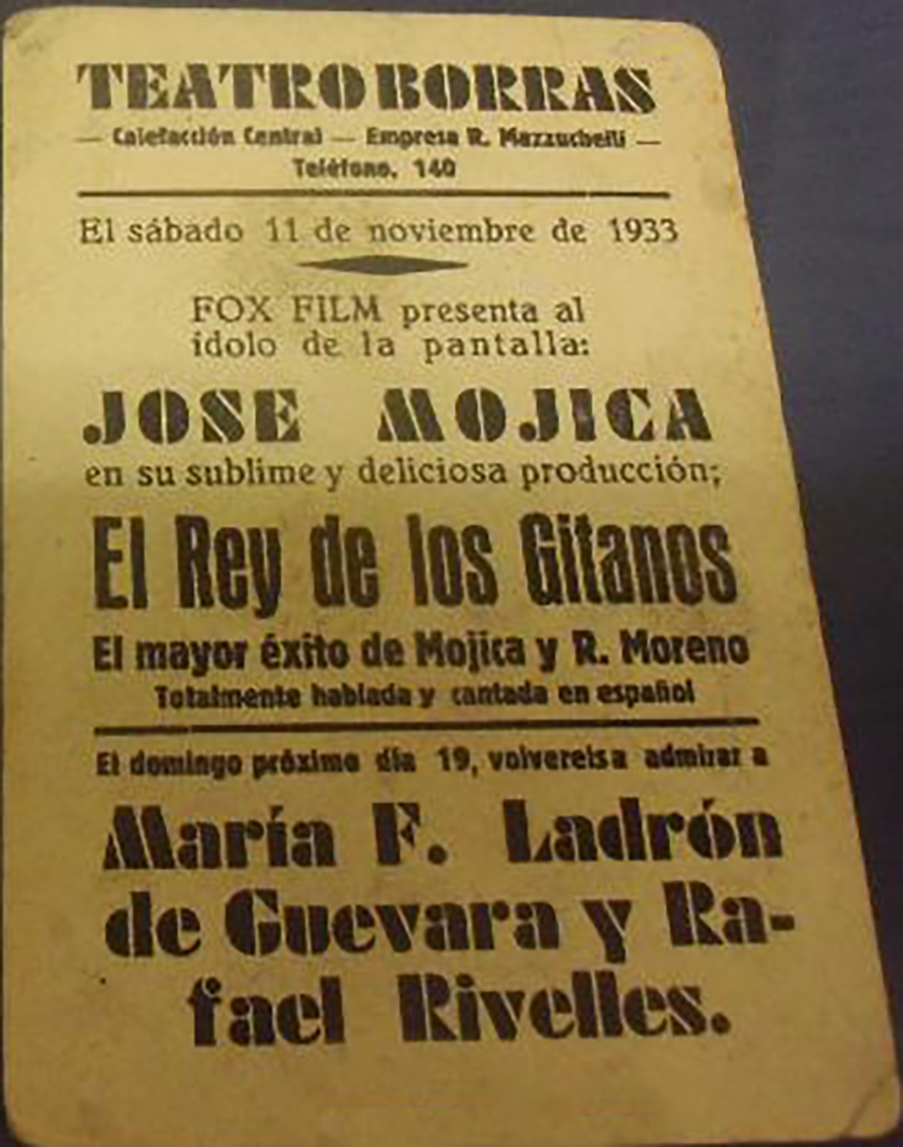 TEATRO BORRAS
— Calefacción Central — Empresa R. Mazzuchelli —
Teléfono. 140
El sábado 11 de noviembre de 1933
FOX FILM presenta al
ídolo de la pantalla:
JOSE MOJICA
en su sublime y deliciosa producción;
El Rey de los Gitanos
El mayor éxito de Mojica y R. Moreno
Totalmente hablada y cantada en español
El domingo próximo día 19, volvereisa admirar a
María F. Ladrón
de Guevara y Ra-
fael Rivelles.